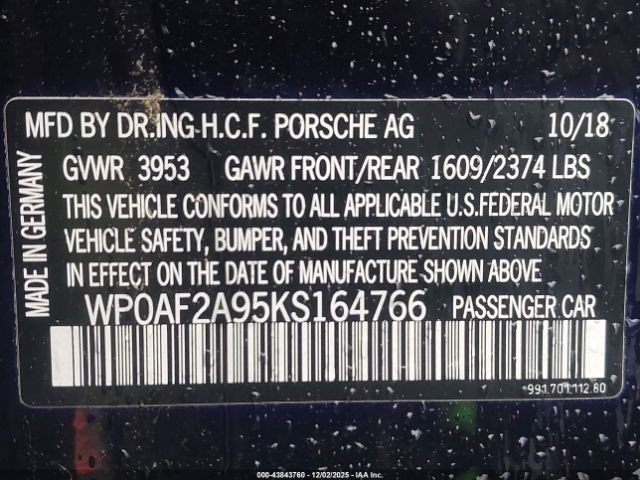 MFD BY DR.ING-H.C.F. PORSCHE AG 10/18
GVWR 3953 GAWR FRONT/REAR 1609/2374 LBS
THIS VEHICLE CONFORMS TO ALL APPLICABLE U.S.FEDERAL MOTOR
VEHICLE SAFETY, BUMPER, AND THEFT PREVENTION STANDARDS
IN EFFECT ON THE DATE OF MANUFACTURE SHOWN ABOVE.
WP0AF2A95KS164766 PASSENGER CAR
991.701.112.80
MADE IN GERMANY
000-43843760 - 12/02/2025 - IAAI Inc.